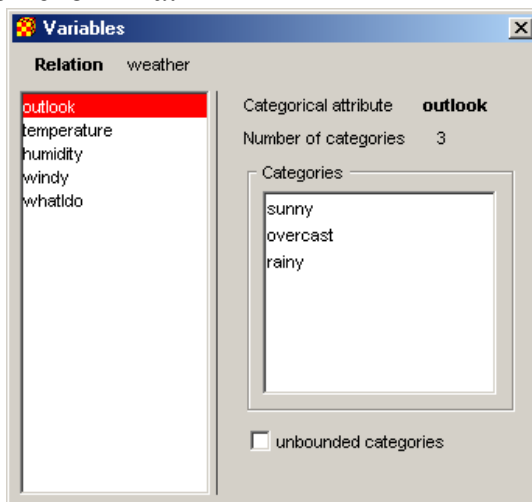 Variables
Relation weather
outlook
temperature
humidity
windy
whatIdo
Categorical attribute outlook
Number of categories 3
Categories
sunny
overcast
rainy
unbounded categories